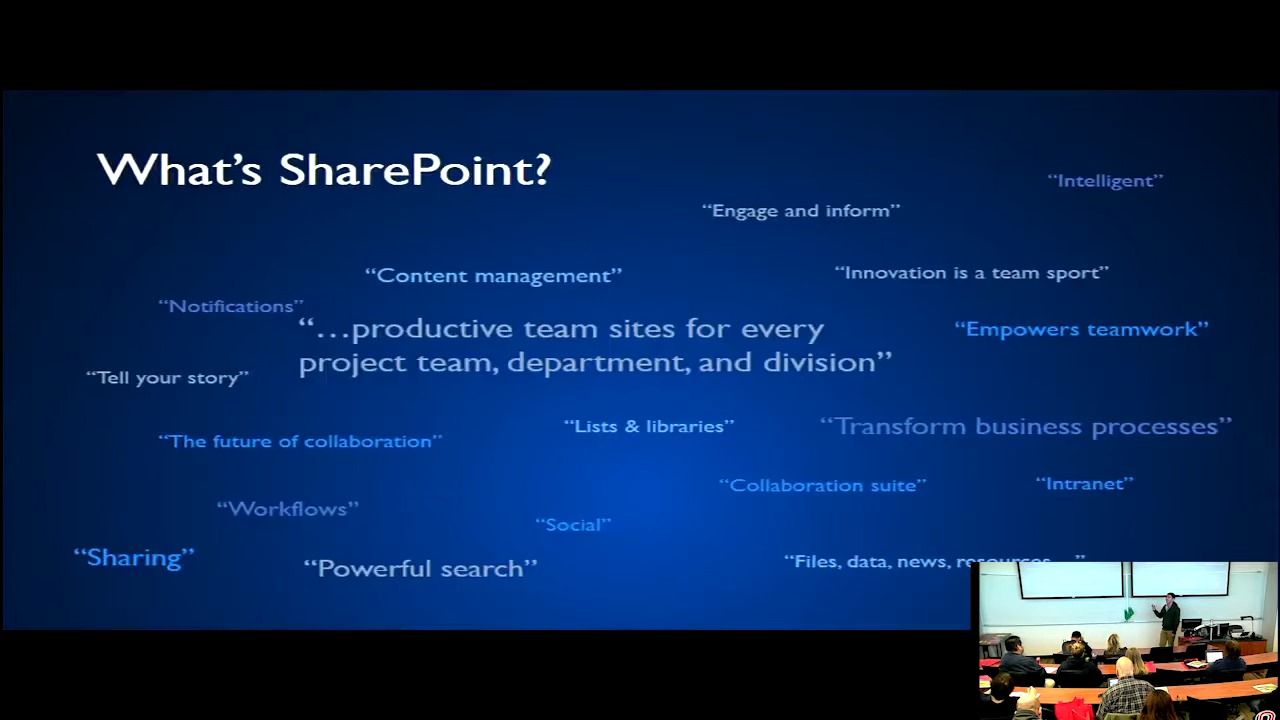 What’s SharePoint?
“Intelligent”
“Engage and inform”
“Content management”
“Innovation is a team sport”
“Notifications”
“…productive team sites for every
project team, department, and division”
“Empowers teamwork”
“Tell your story”
“Lists & libraries”
“Transform business processes”
“The future of collaboration”
“Collaboration suite”
“Intranet”
“Workflows”
“Social”
“Sharing”
“Powerful search”
“Files, data, news, resources…”